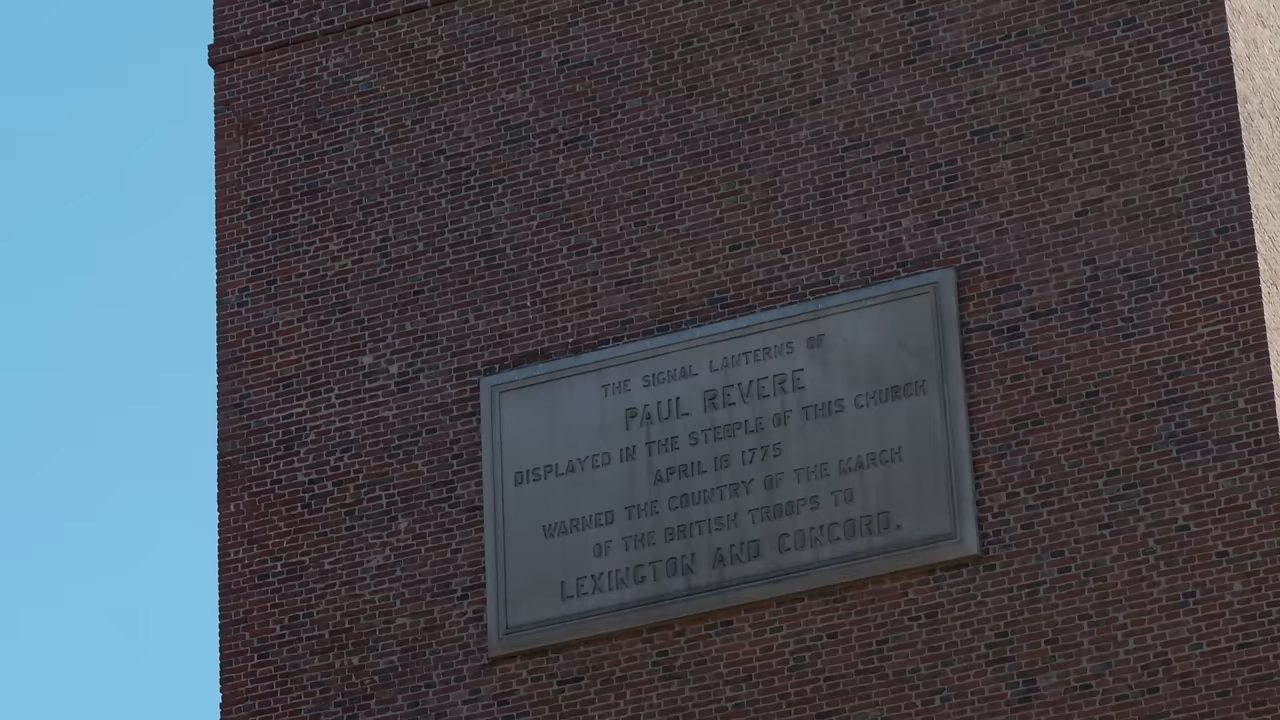 THE SIGNAL LANTERNS OF
PAUL REVERE
DISPLAYED IN THE STEEPLE OF THIS CHURCH
APRIL 18 1775
WARNED THE COUNTRY OF THE MARCH
OF THE BRITISH TROOPS TO
LEXINGTON AND CONCORD.